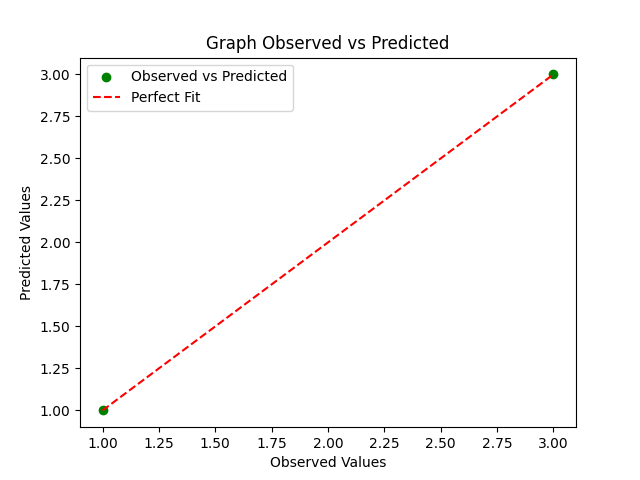 Graph Observed vs Predicted
Observed vs Predicted
Perfect Fit
3.00
2.75
2.50
2.25
2.00
1.75
1.50
1.25
1.00
Predicted Values
1.00 1.25 1.50 1.75 2.00 2.25 2.50 2.75 3.00
Observed Values